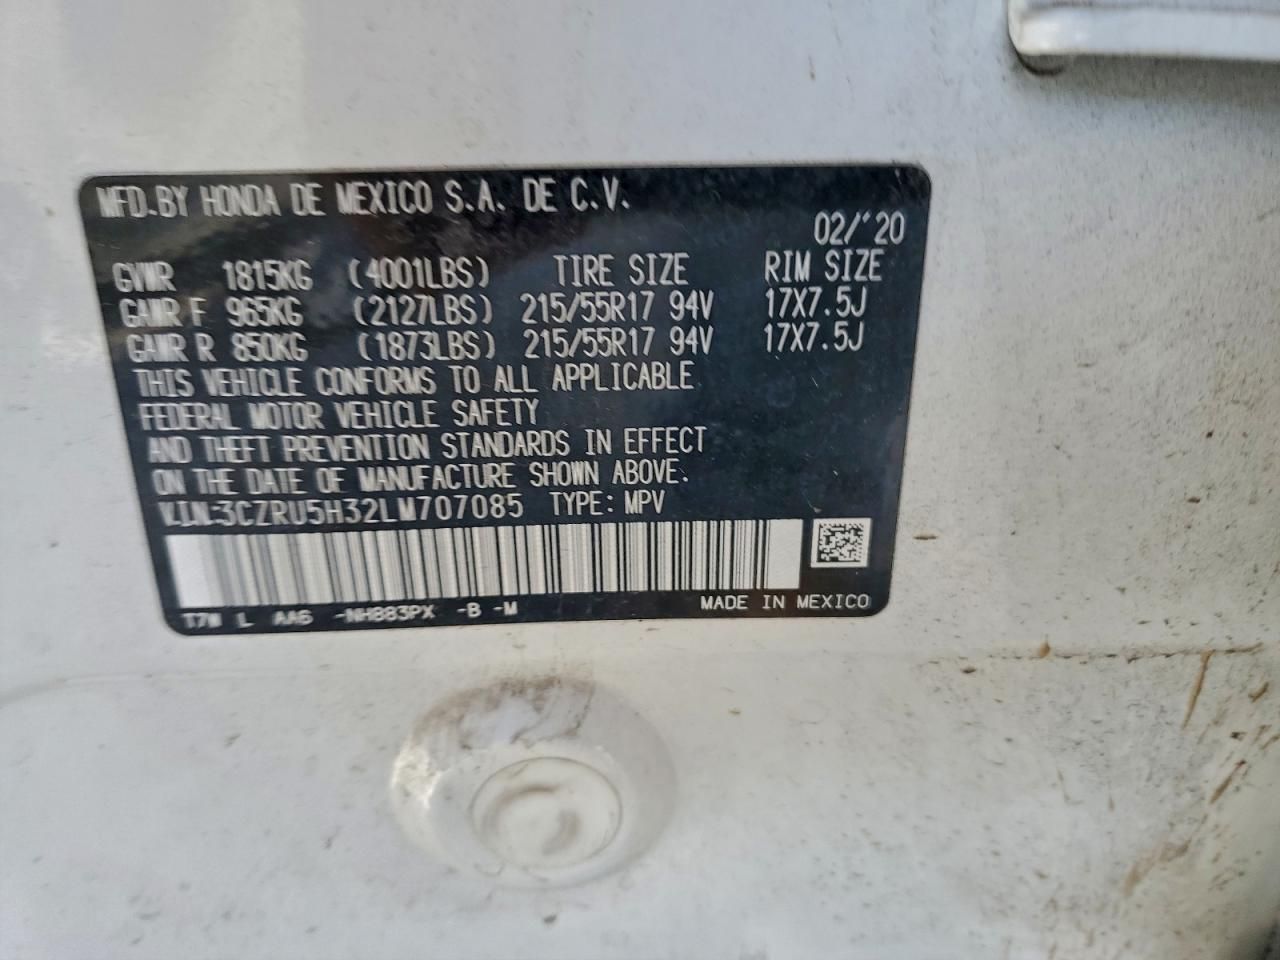 MFD.BY HONDA DE MEXICO S.A. DE C.V.
02/'20
GVWR 1815KG (4001LBS) TIRE SIZE RIM SIZE
GAWR F 965KG (2127LBS) 215/55R17 94V 17X7.5J
GAWR R 850KG (1873LBS) 215/55R17 94V 17X7.5J
THIS VEHICLE CONFORMS TO ALL APPLICABLE
FEDERAL MOTOR VEHICLE SAFETY
AND THEFT PREVENTION STANDARDS IN EFFECT
ON THE DATE OF MANUFACTURE SHOWN ABOVE.
V.I.N:3CZRU5H32LM707085 TYPE: MPV
T7W L AA6 -NH883PX -B -M MADE IN MEXICO